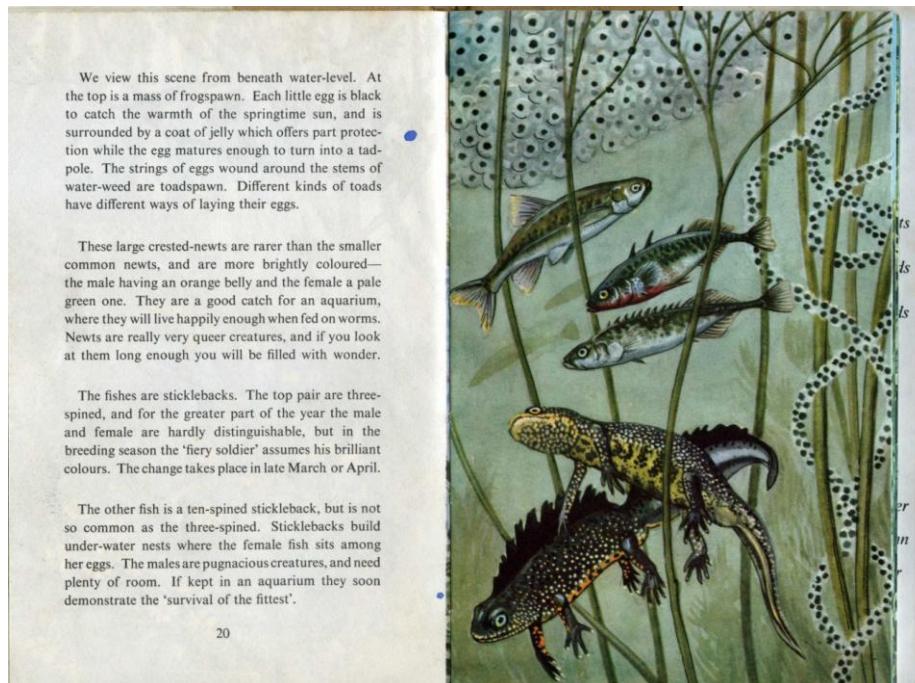 We view this scene from beneath water-level. At
the top is a mass of frogspawn. Each little egg is black
to catch the warmth of the springtime sun, and is
surrounded by a coat of jelly which offers part protec-
tion while the egg matures enough to turn into a tad-
pole. The strings of eggs wound around the stems of
water-weed are toadspawn. Different kinds of toads
have different ways of laying their eggs.
These large crested-newts are rarer than the smaller
common newts, and are more brightly coloured—
the male having an orange belly and the female a pale
green one. They are a good catch for an aquarium,
where they will live happily enough when fed on worms.
Newts are really very queer creatures, and if you look
at them long enough you will be filled with wonder.
The fishes are sticklebacks. The top pair are three-
spined, and for the greater part of the year the male
and female are hardly distinguishable, but in the
breeding season the 'fiery soldier' assumes his brilliant
colours. The change takes place in late March or April.
The other fish is a ten-spined stickleback, but is not
so common as the three-spined. Sticklebacks build
under-water nests where the female fish sits among
her eggs. The males are pugnacious creatures, and need
plenty of room. If kept in an aquarium they soon
demonstrate the 'survival of the fittest'.
20